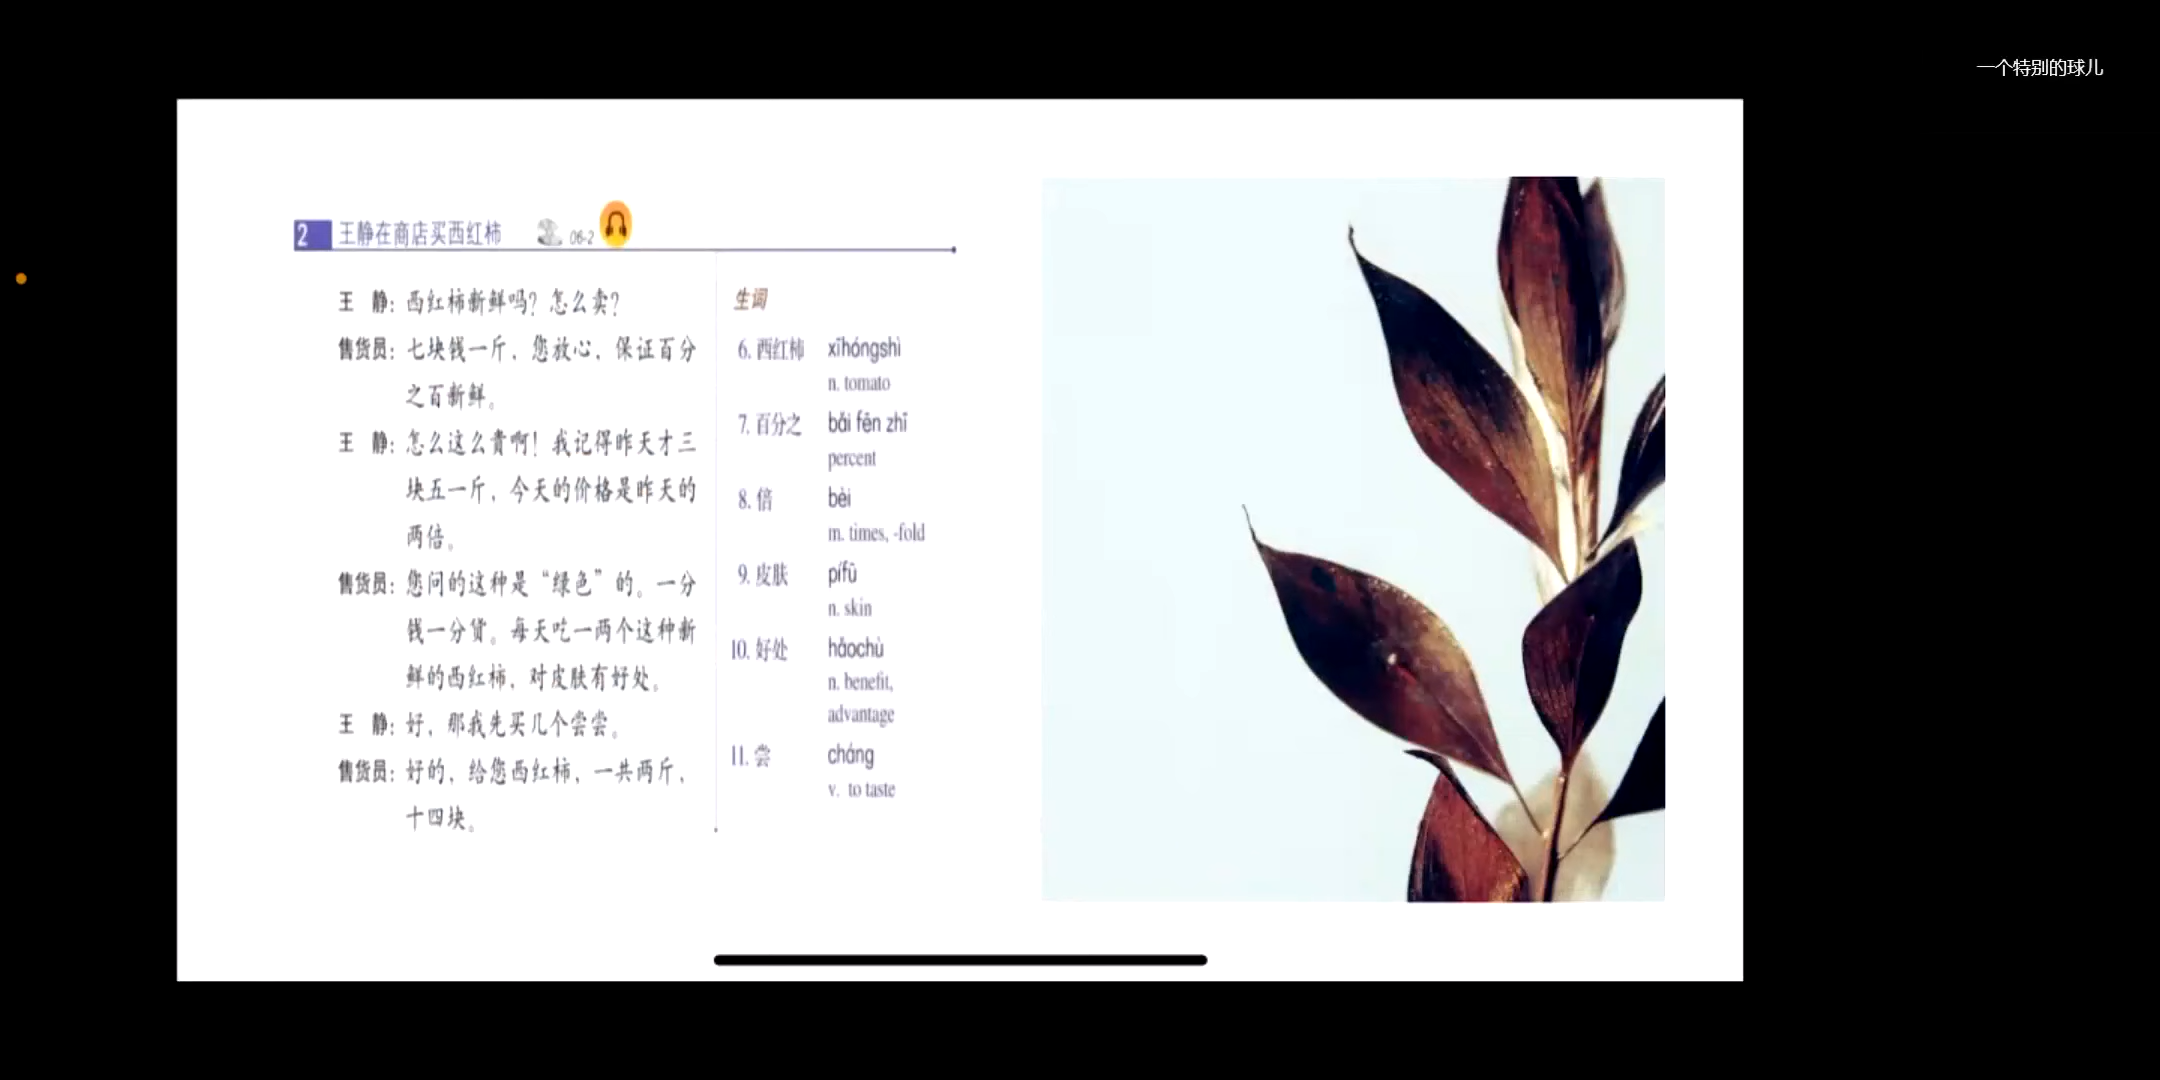 一个特别的球儿
2 王静在商店买西红柿 06-2
王 静：西红柿新鲜吗？怎么卖？
售货员：七块钱一斤，您放心，保证百分
之百新鲜。
王 静：怎么这么贵啊！我记得昨天才三
块五一斤，今天的价格是昨天的
两倍。
售货员：您问的这种是“绿色”的。一分
钱一分货。每天吃一两个这种新
鲜的西红柿，对皮肤有好处。
王 静：好，那我先买几个尝尝。
售货员：好的，给您西红柿，一共两斤，
十四块。
生词
6. 西红柿 xīhóngshì
n. tomato
7. 百分之 bǎi fēn zhī
percent
8. 倍 bèi
m. times, -fold
9. 皮肤 pífū
n. skin
10. 好处 hǎochù
n. benefit,
advantage
11. 尝 cháng
v. to taste